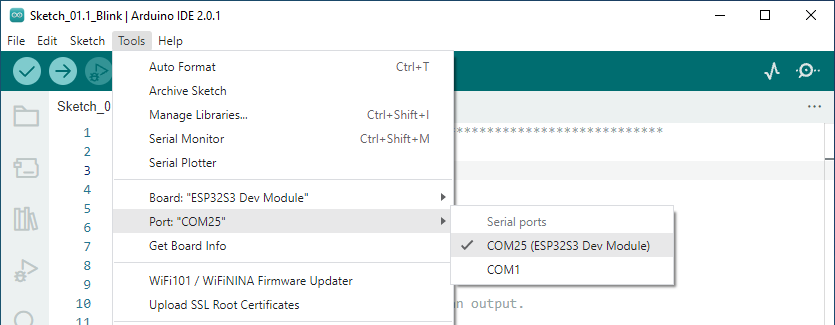 Sketch_01.1_Blink | Arduino IDE 2.0.1
File Edit Sketch Tools Help
Auto Format Ctrl+T
Archive Sketch
Sketch_0
Manage Libraries... Ctrl+Shift+I
1
Serial Monitor Ctrl+Shift+M
2
Serial Plotter
3
4
Board: "ESP32S3 Dev Module"
5
Port: "COM25"
Serial ports
6
Get Board Info
COM25 (ESP32S3 Dev Module)
7
COM1
8
WiFi101 / WiFiNINA Firmware Updater
9
Upload SSL Root Certificates
n output.
10